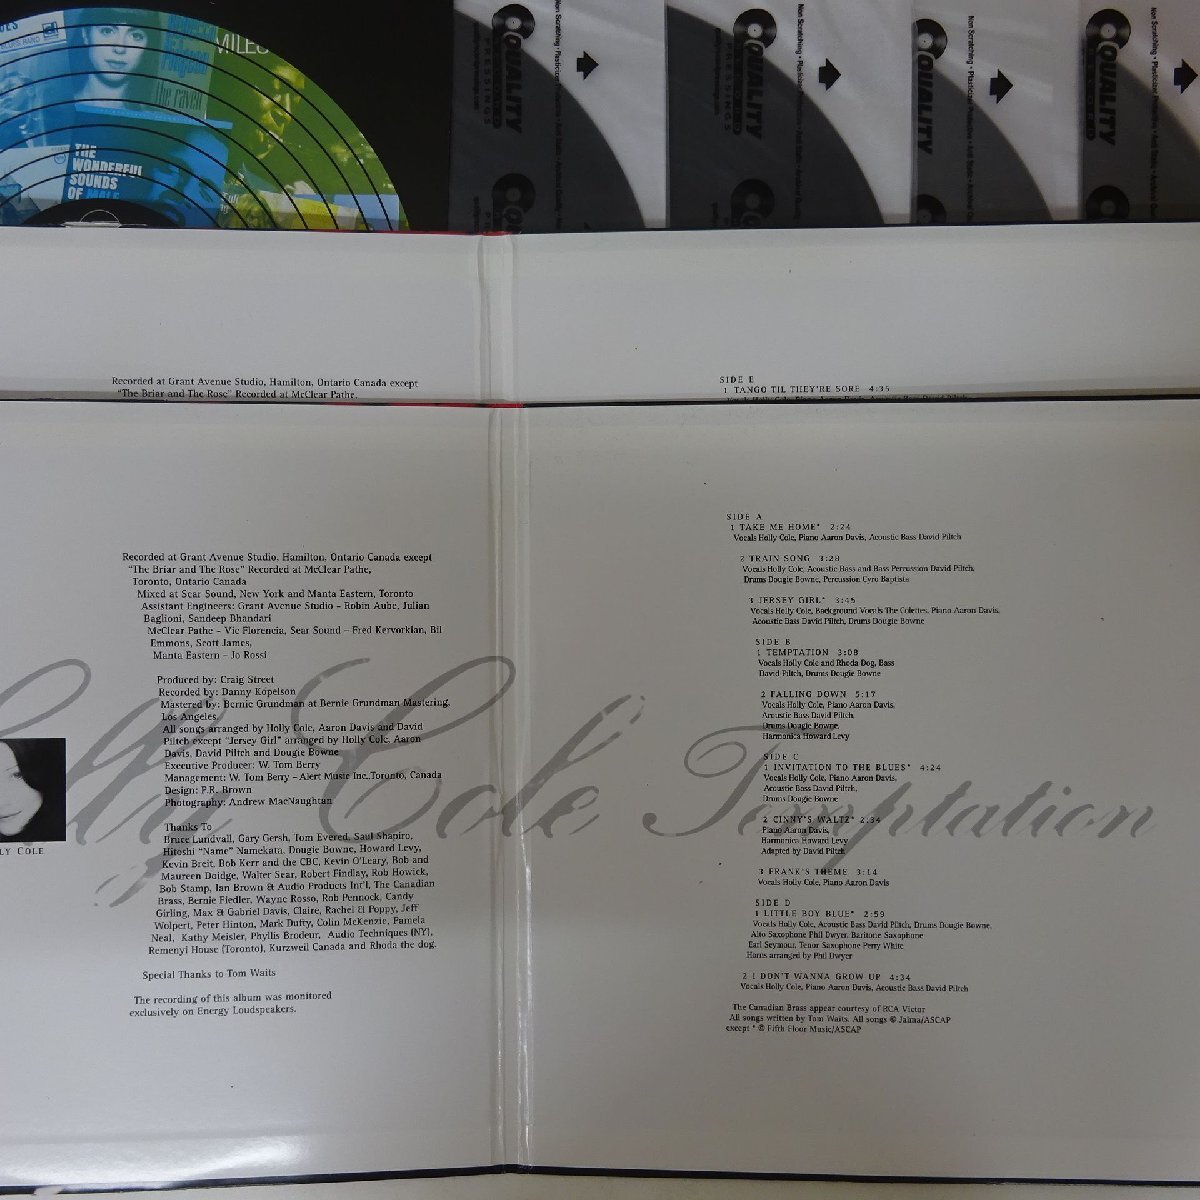 MILES
the raven
THE
WONDERFUL
SOUNDS
OF
QUALITY
RECORD
PRESSINGS
QUALITY
QUALITY
QUALITY
Recorded at Grant Avenue Studio, Hamilton, Ontario Canada except
"The Briar and The Rose" Recorded at McClear Pathe.
SIDE E
1 TANGO TIL THEY'RE SORE 4:35
Recorded at Grant Avenue Studio, Hamilton, Ontario Canada except
"The Briar and The Rose" Recorded at McClear Pathe,
Toronto, Ontario Canada
Mixed at Sear Sound, New York and Manta Eastern, Toronto
Assistant Engineers: Grant Avenue Studio – Robin Aube, Julian
Baglioni, Sandeep Bhandari
McClear Pathe – Vic Florencia, Sear Sound – Fred Kervorkian, Bil
Emmons, Scott James,
Manta Eastern – Jo Rossi
Produced by: Craig Street
Recorded by: Danny Kopelson
Mastered by: Bernie Grundman at Bernie Grundman Mastering,
Los Angeles
All songs arranged by Holly Cole, Aaron Davis and David
Piltch except "Jersey Girl" arranged by Holly Cole, Aaron
Davis, David Piltch and Dougie Bowne
Executive Producer: W. Tom Berry
Management: W. Tom Berry – Alert Music Inc. Toronto, Canada
Design: P.R. Brown
Photography: Andrew MacNaughtan
Thanks To
Bruce Lundvall, Gary Gersh, Tom Evered, Saul Shapiro,
Hitoshi "Name" Namekata, Dougie Bowne, Howard Levy,
Kevin Breit, Bob Kerr and the CBC, Kevin O'Leary, Bob and
Maureen Doidge, Walter Sear, Robert Findlay, Rob Howick,
Bob Stamp, Ian Brown & Audio Products Int'l, The Canadian
Brass, Bernie Fiedler, Wayne Rosso, Rob Pennock, Candy
Girling, Max & Gabriel Davis, Claire, Rachel & Poppy, Jeff
Wolpert, Peter Hinton, Mark Dufty, Colin McKenzie, Pamela
Neal, Kathy Meisler, Phyllis Brodeur, Audio Techniques (NY),
Remenyi House (Toronto), Kurzweil Canada and Rhoda the dog.
Special Thanks to Tom Waits
The recording of this album was monitored
exclusively on Energy Loudspeakers.
LY COLE
Cole Temptation
SIDE A
1 TAKE ME HOME* 2:24
Vocals Holly Cole, Piano Aaron Davis, Acoustic Bass David Piltch
2 TRAIN SONG 3:28
Vocals Holly Cole, Acoustic Bass and Bass Percussion David Piltch,
Drums Dougie Bowne, Percussion Cyro Baptista
3 JERSEY GIRL* 3:45
Vocals Holly Cole, Background Vocals The Colettes, Piano Aaron Davis,
Acoustic Bass David Piltch, Drums Dougie Bowne
SIDE B
1 TEMPTATION 3:08
Vocals Holly Cole and Rhoda Dog, Bass
David Piltch, Drums Dougie Bowne
2 FALLING DOWN 5:17
Vocals Holly Cole, Piano Aaron Davis,
Acoustic Bass David Piltch
Drums Dougie Bowne,
Harmonica Howard Levy
SIDE C
1 INVITATION TO THE BLUES* 4:24
Vocals Holly Cole, Piano Aaron Davis,
Acoustic Bass David Piltch,
Drums Dougie Bowne
2 CINNY'S WALTZ* 2:34
Piano Aaron Davis,
Harmonica Howard Levy
Adapted by David Piltch
3 FRANK'S THEME 3:14
Vocals Holly Cole, Piano Aaron Davis
SIDE D
1 LITTLE BOY BLUE* 2:59
Vocals Holly Cole, Acoustic Bass David Piltch, Drums Dougie Bowne,
Alto Saxophone Phil Dwyer, Baritone Saxophone
Earl Seymour, Tenor Saxophone Perry White
Horns arranged by Phil Dwyer
2 I DON'T WANNA GROW UP 4:34
Vocals Holly Cole, Piano Aaron Davis, Acoustic Bass David Piltch
The Canadian Brass appear courtesy of RCA Victor
All songs written by Tom Waits. All songs © Jalma/ASCAP
except * © Fifth Floor Music/ASCAP